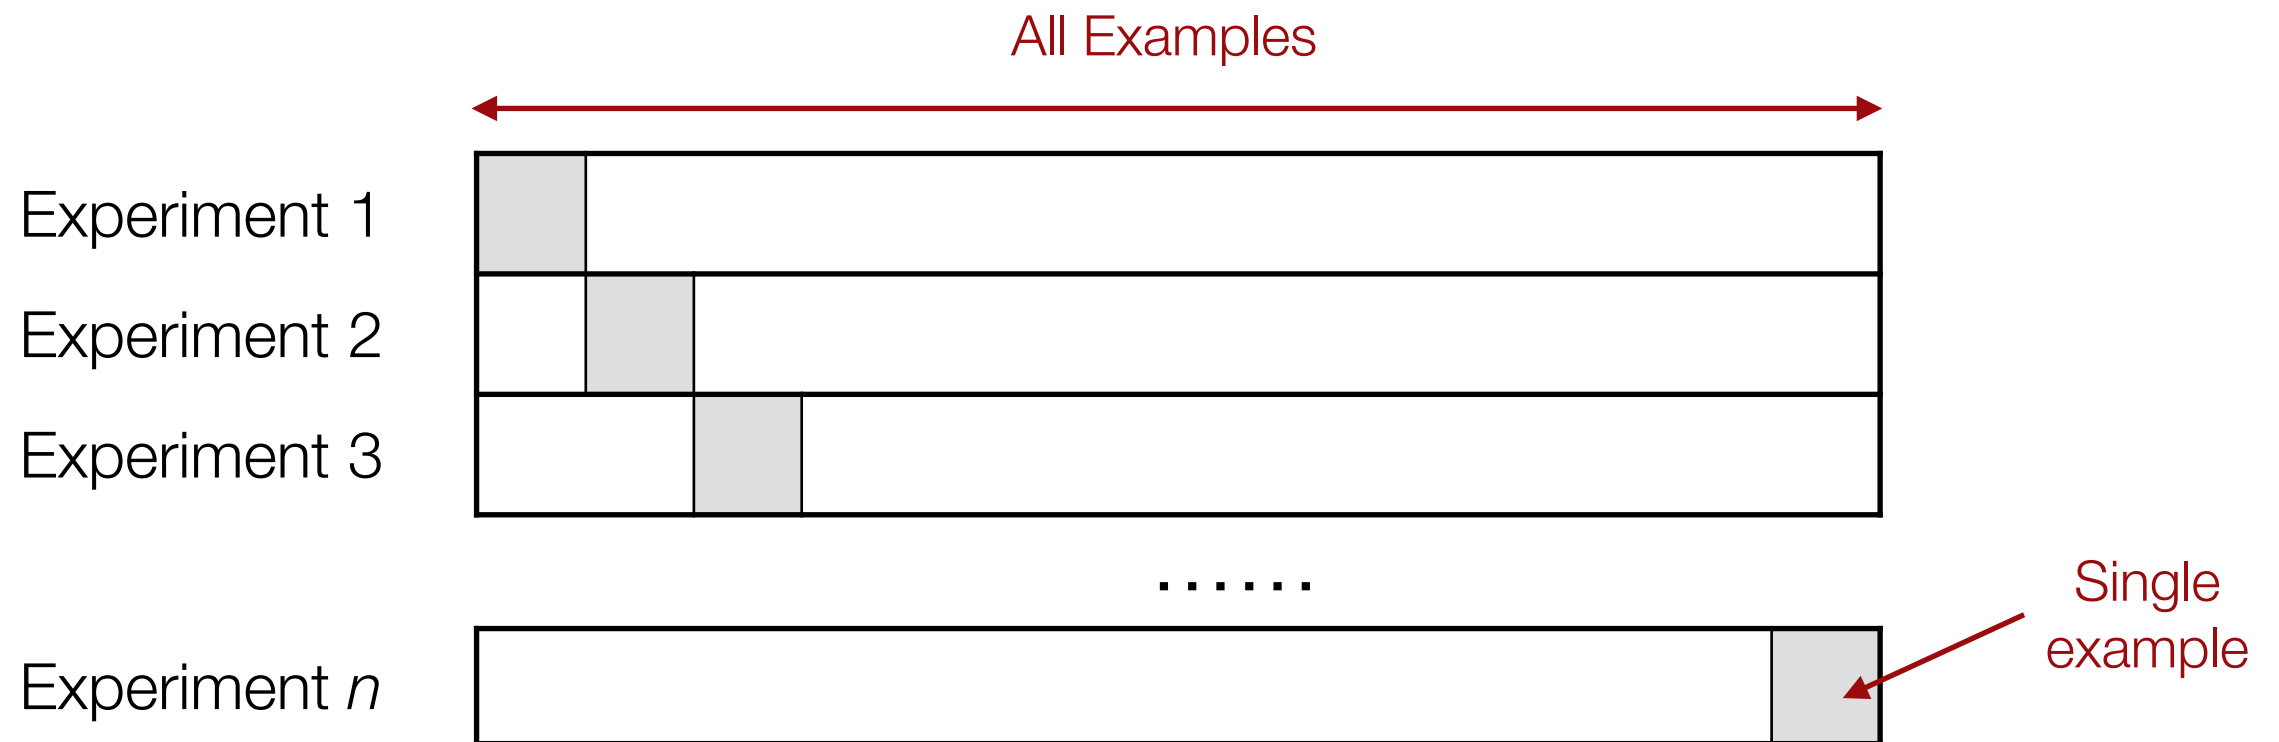 All Examples
Experiment 1
Experiment 2
Experiment 3
......
Single
example
Experiment n